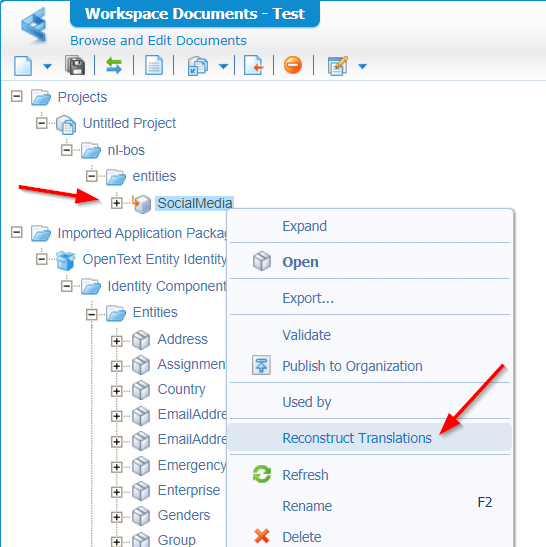 Workspace Documents - Test
Browse and Edit Documents
Projects
Untitled Project
nl-bos
entities
SocialMedia
Imported Application Packag
OpenText Entity Identity
Identity Component
Entities
Address
Assignmen
Country
EmailAddre
EmailAddre
Emergency
Enterprise
Genders
Group
Expand
Open
Export...
Validate
Publish to Organization
Used by
Reconstruct Translations
Refresh
Rename F2
Delete